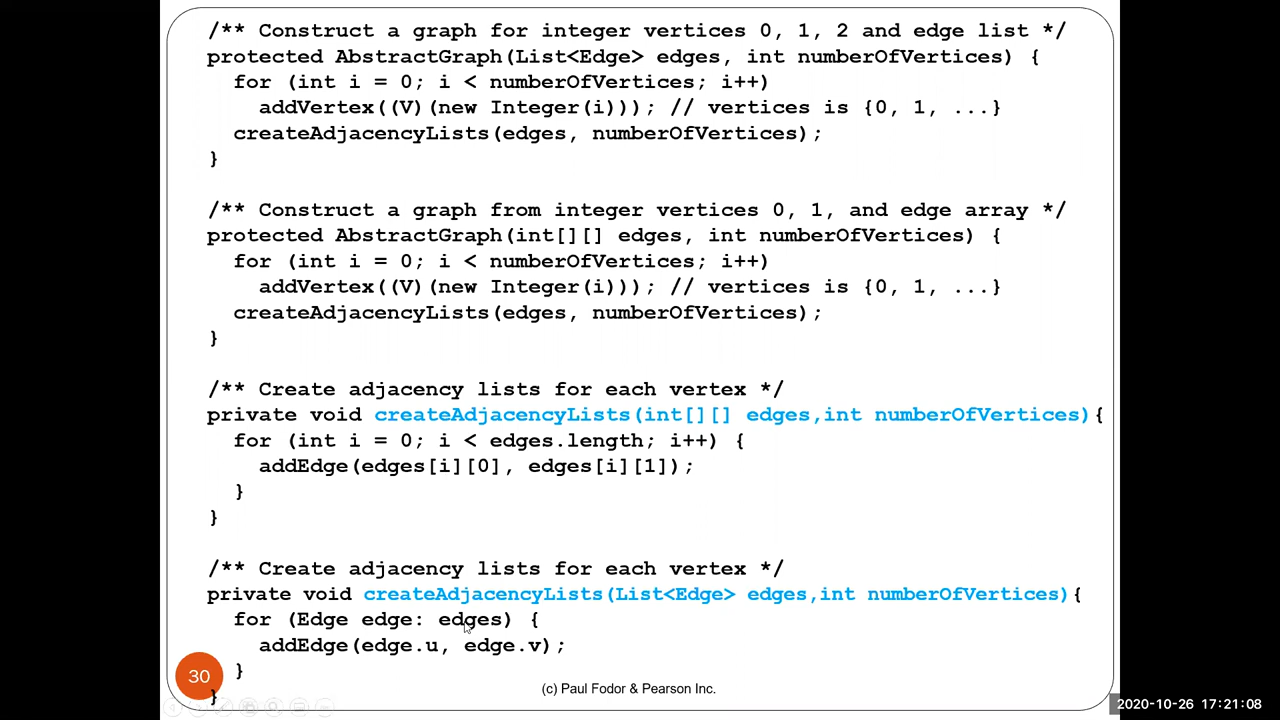 /** Construct a graph for integer vertices 0, 1, 2 and edge list */
protected AbstractGraph(List<Edge> edges, int numberOfVertices) {
for (int i = 0; i < numberOfVertices; i++)
addVertex((V)(new Integer(i))); // vertices is {0, 1, ...}
createAdjacencyLists(edges, numberOfVertices);
}
/** Construct a graph from integer vertices 0, 1, and edge array */
protected AbstractGraph(int[][] edges, int numberOfVertices) {
for (int i = 0; i < numberOfVertices; i++)
addVertex((V)(new Integer(i))); // vertices is {0, 1, ...}
createAdjacencyLists(edges, numberOfVertices);
}
/** Create adjacency lists for each vertex */
private void createAdjacencyLists(int[][] edges,int numberOfVertices){
for (int i = 0; i < edges.length; i++) {
addEdge(edges[i][0], edges[i][1]);
}
}
/** Create adjacency lists for each vertex */
private void createAdjacencyLists(List<Edge> edges,int numberOfVertices){
for (Edge edge: edges) {
addEdge(edge.u, edge.v);
}
}
30
(c) Paul Fodor & Pearson Inc.
2020-10-26 17:21:08